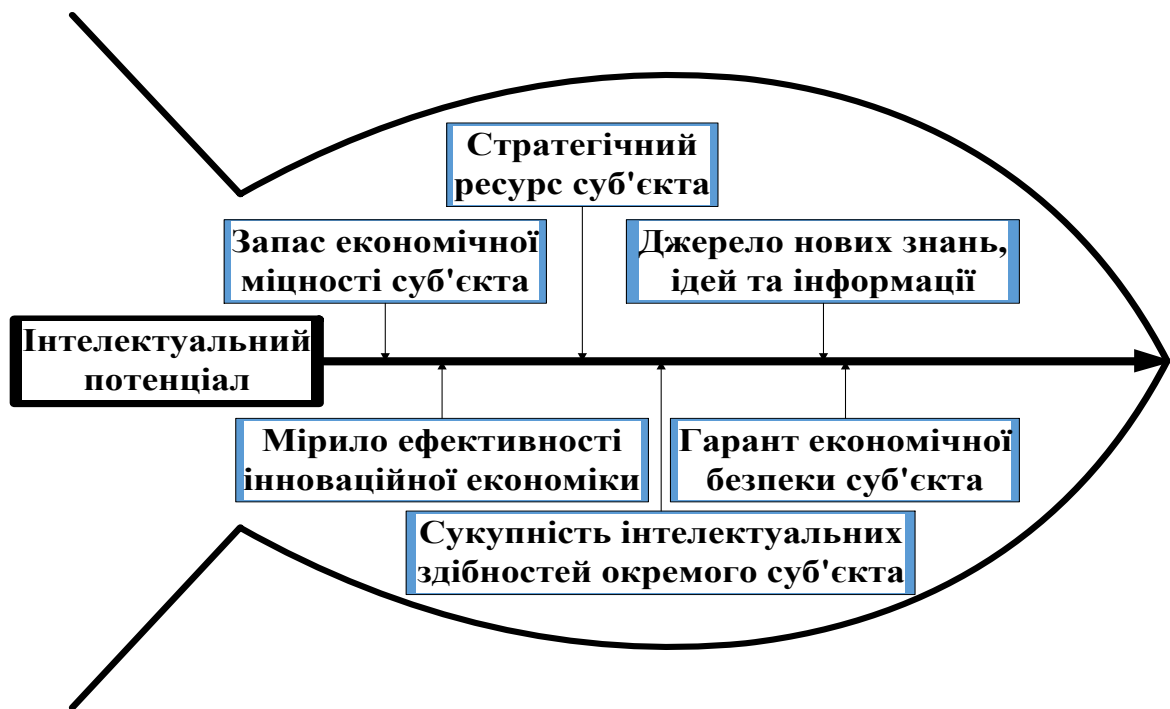 Стратегічний
ресурс суб'єкта
Запас економічної
міцності суб'єкта
Джерело нових знань,
ідей та інформації
Інтелектуальний
потенціал
Мірило ефективності
інноваційної економіки
Гарант економічної
безпеки суб'єкта
Сукупність інтелектуальних
здібностей окремого суб'єкта